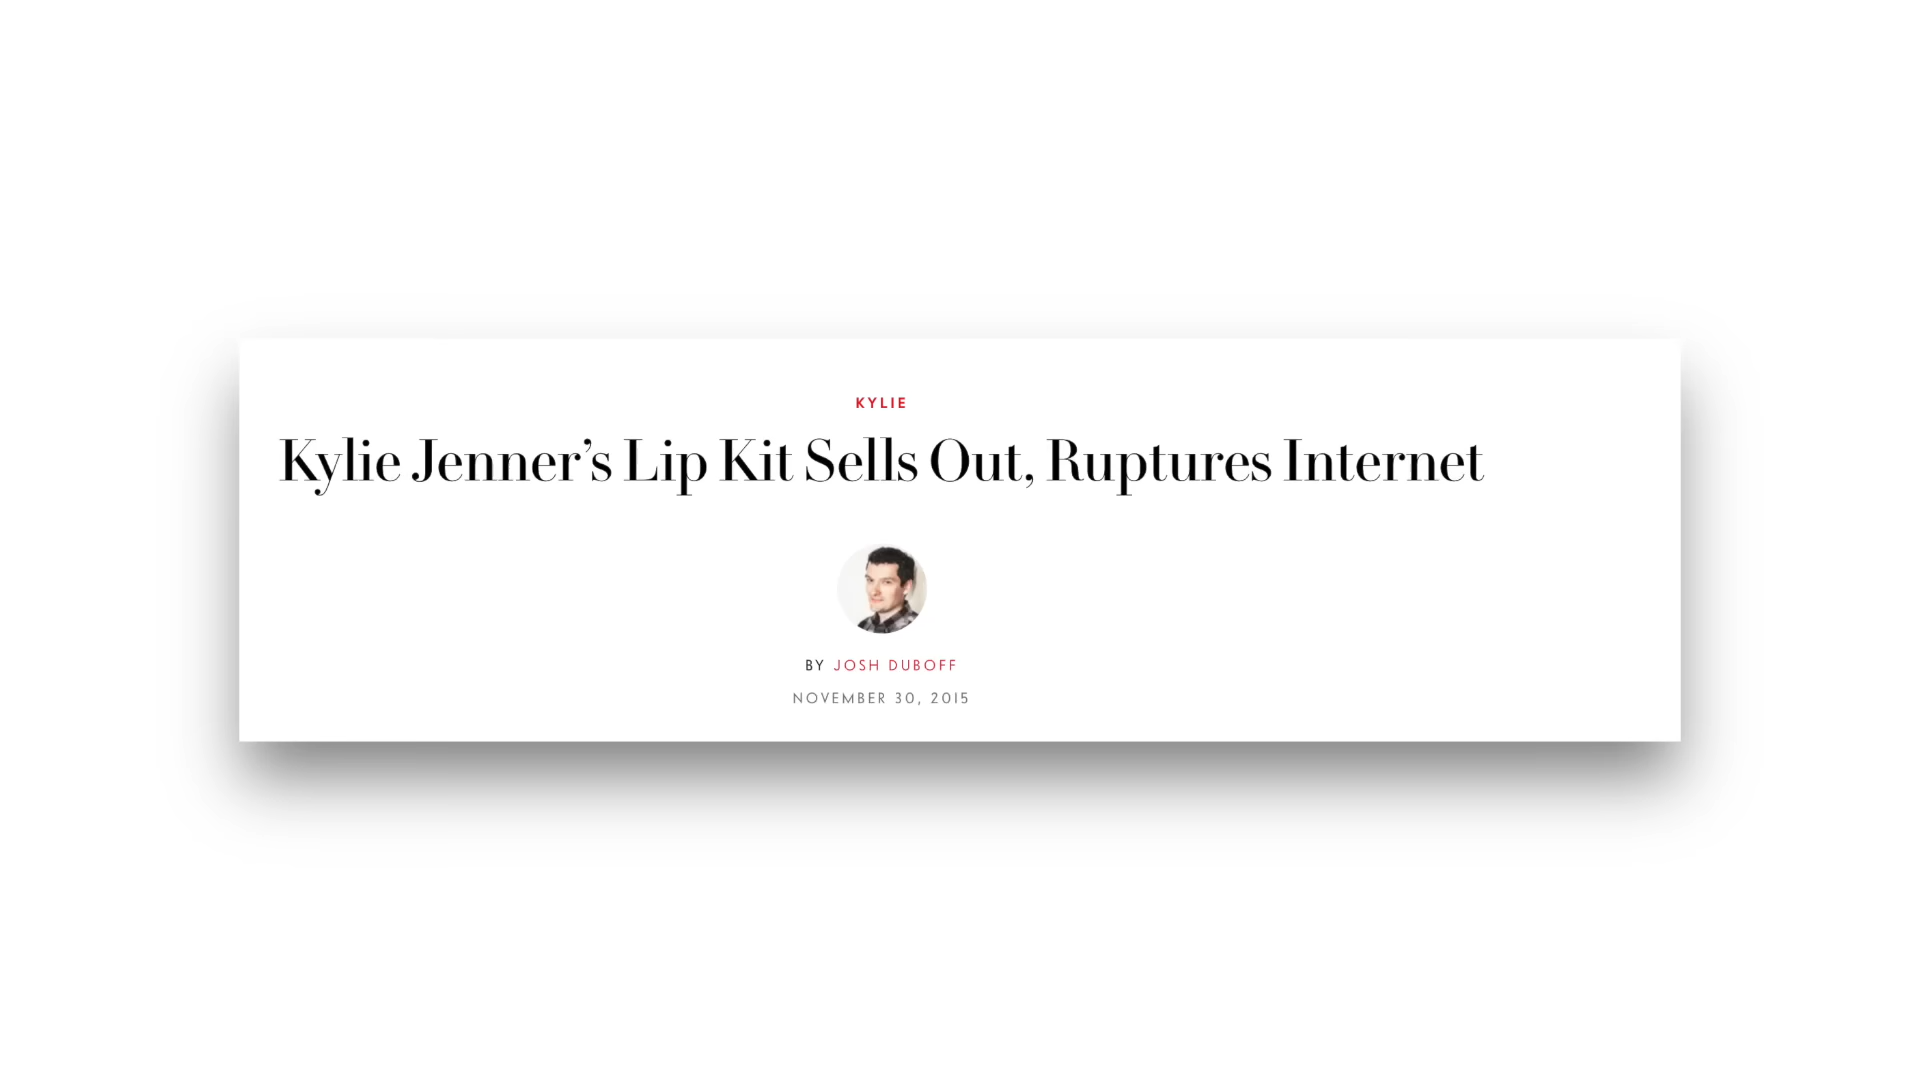 KYLIE
Kylie Jenner’s Lip Kit Sells Out, Ruptures Internet
BY JOSH DUBOFF
NOVEMBER 30, 2015